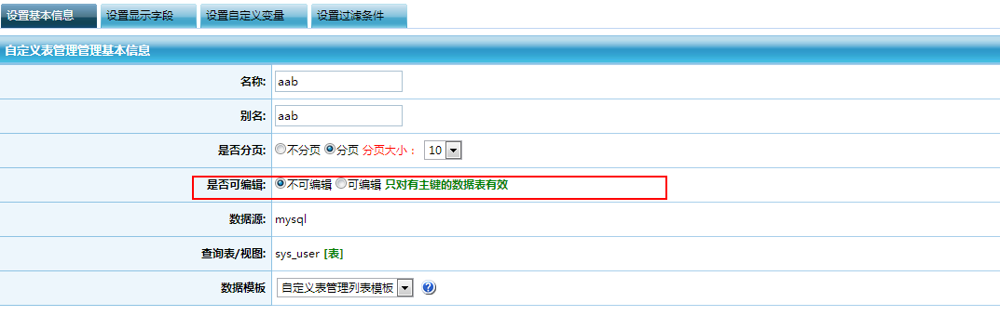 设置基本信息 设置显示字段 设置自定义变量 设置过滤条件
自定义表管理管理基本信息
名称: aab
别名: aab
是否分页: 不分页 分页 分页大小： 10
是否可编辑: 不可编辑 可编辑 只对有主键的数据表有效
数据源: mysql
查询表/视图: sys_user [表]
数据模板 自定义表管理列表模板 ?